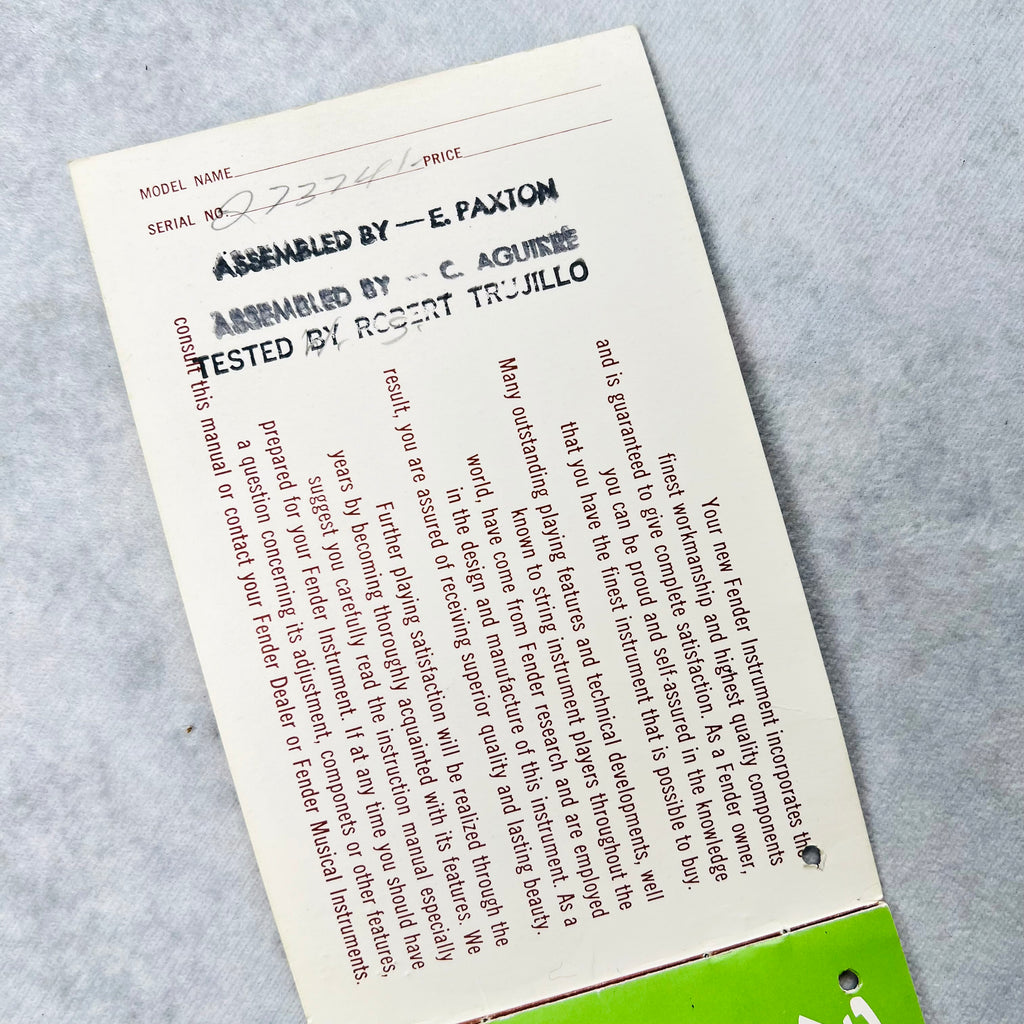 MODEL NAME
SERIAL NO. PRICE
ASSEMBLED BY — E. PAXTON
ASSEMBLED BY — C. AGUIRRE
TESTED BY ROBERT TRUJILLO
Your new Fender Instrument incorporates the
finest workmanship and highest quality components
and is guaranteed to give complete satisfaction. As a Fender owner,
you can be proud and self-assured in the knowledge
that you have the finest instrument that is possible to buy.
Many outstanding playing features and technical developments, well
known to string instrument players throughout the
world, have come from Fender research and are employed
in the design and manufacture of this instrument. As a
result, you are assured of receiving superior quality and lasting beauty.
Further playing satisfaction will be realized through the
years by becoming thoroughly acquainted with its features. We
suggest you carefully read the instruction manual especially
prepared for your Fender Instrument. If at any time you should have
a question concerning its adjustment, componets or other features,
consult this manual or contact your Fender Dealer or Fender Musical Instruments.